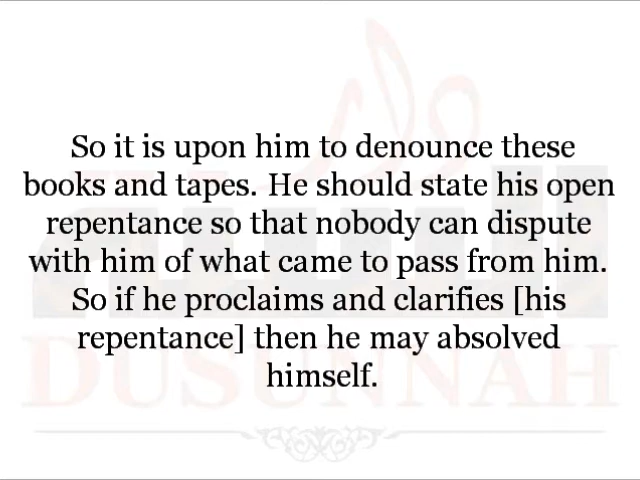 So it is upon him to denounce these
books and tapes. He should state his open
repentance so that nobody can dispute
with him of what came to pass from him.
So if he proclaims and clarifies [his
repentance] then he may absolved
himself.
DUSUNNAH